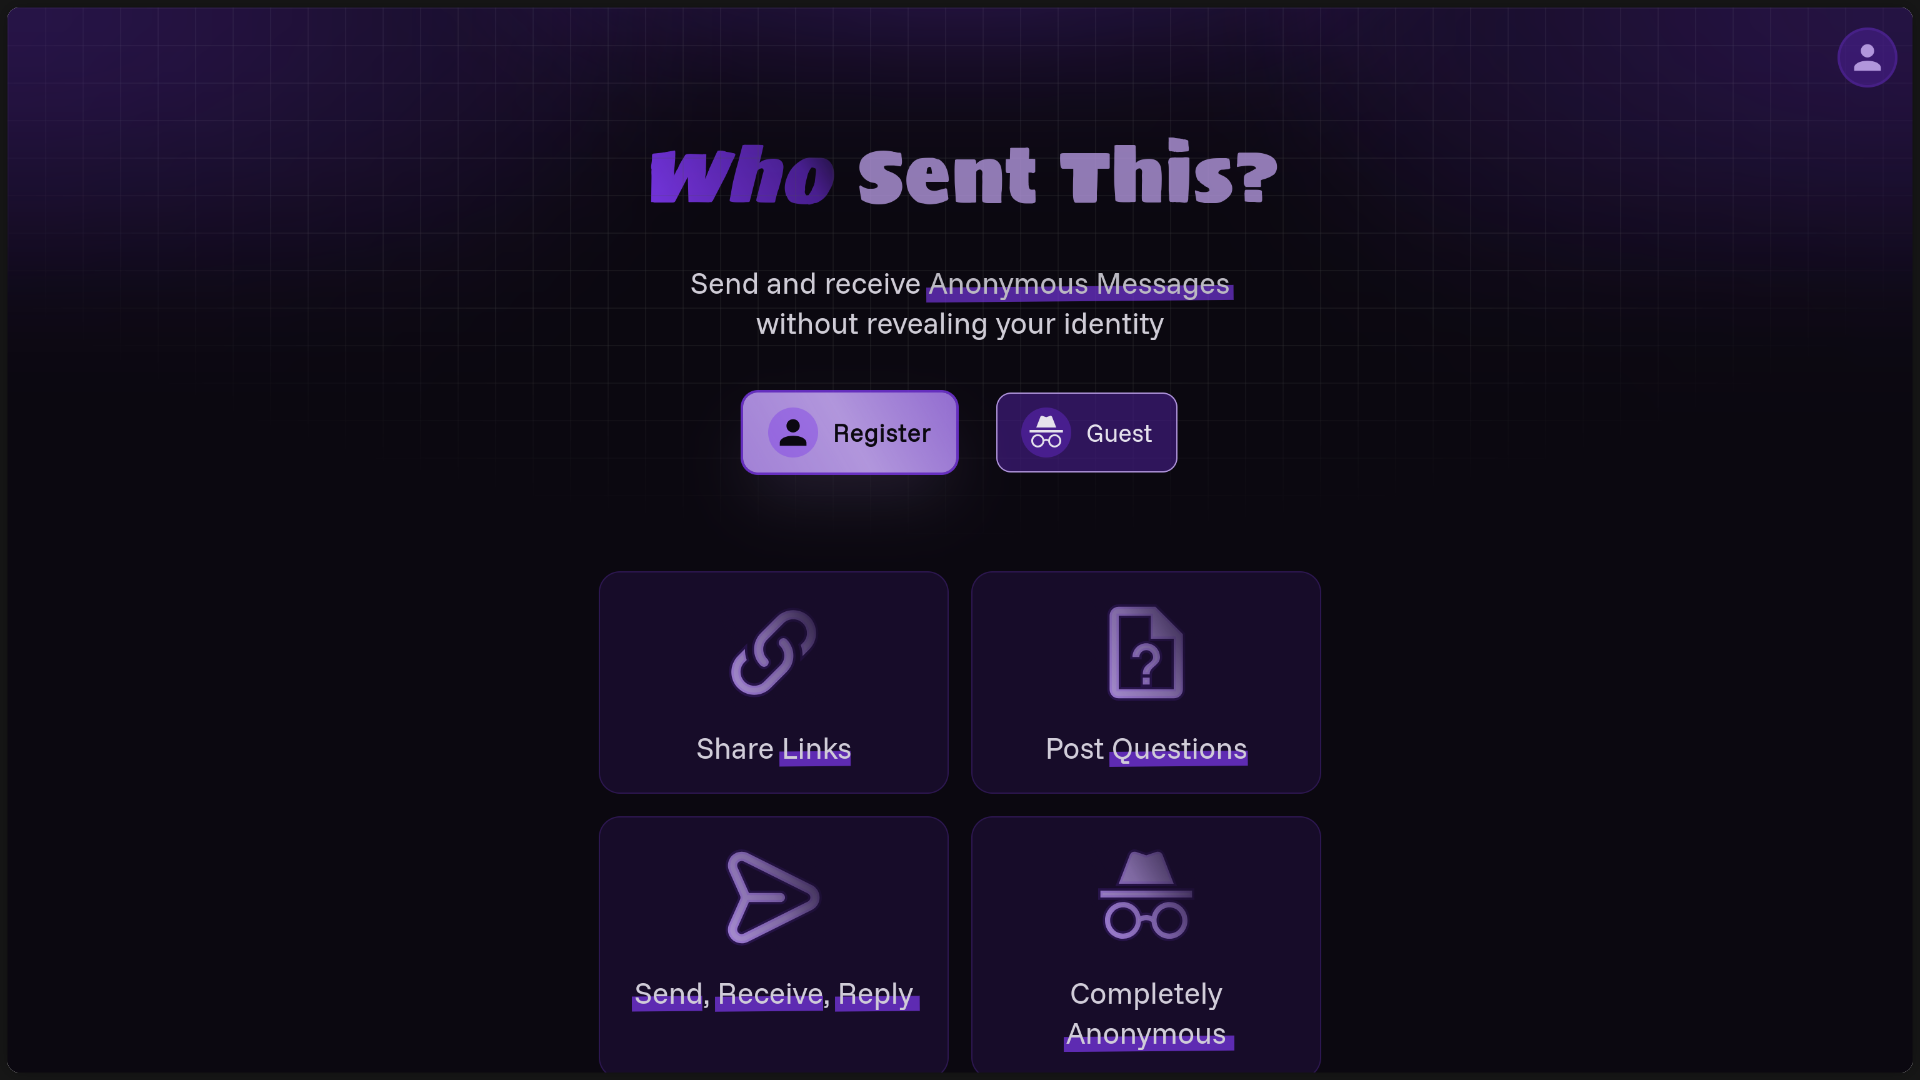 Who Sent This?
Send and receive Anonymous Messages
without revealing your identity
Register
Guest
Share Links
Post Questions
Send, Receive, Reply
Completely
Anonymous